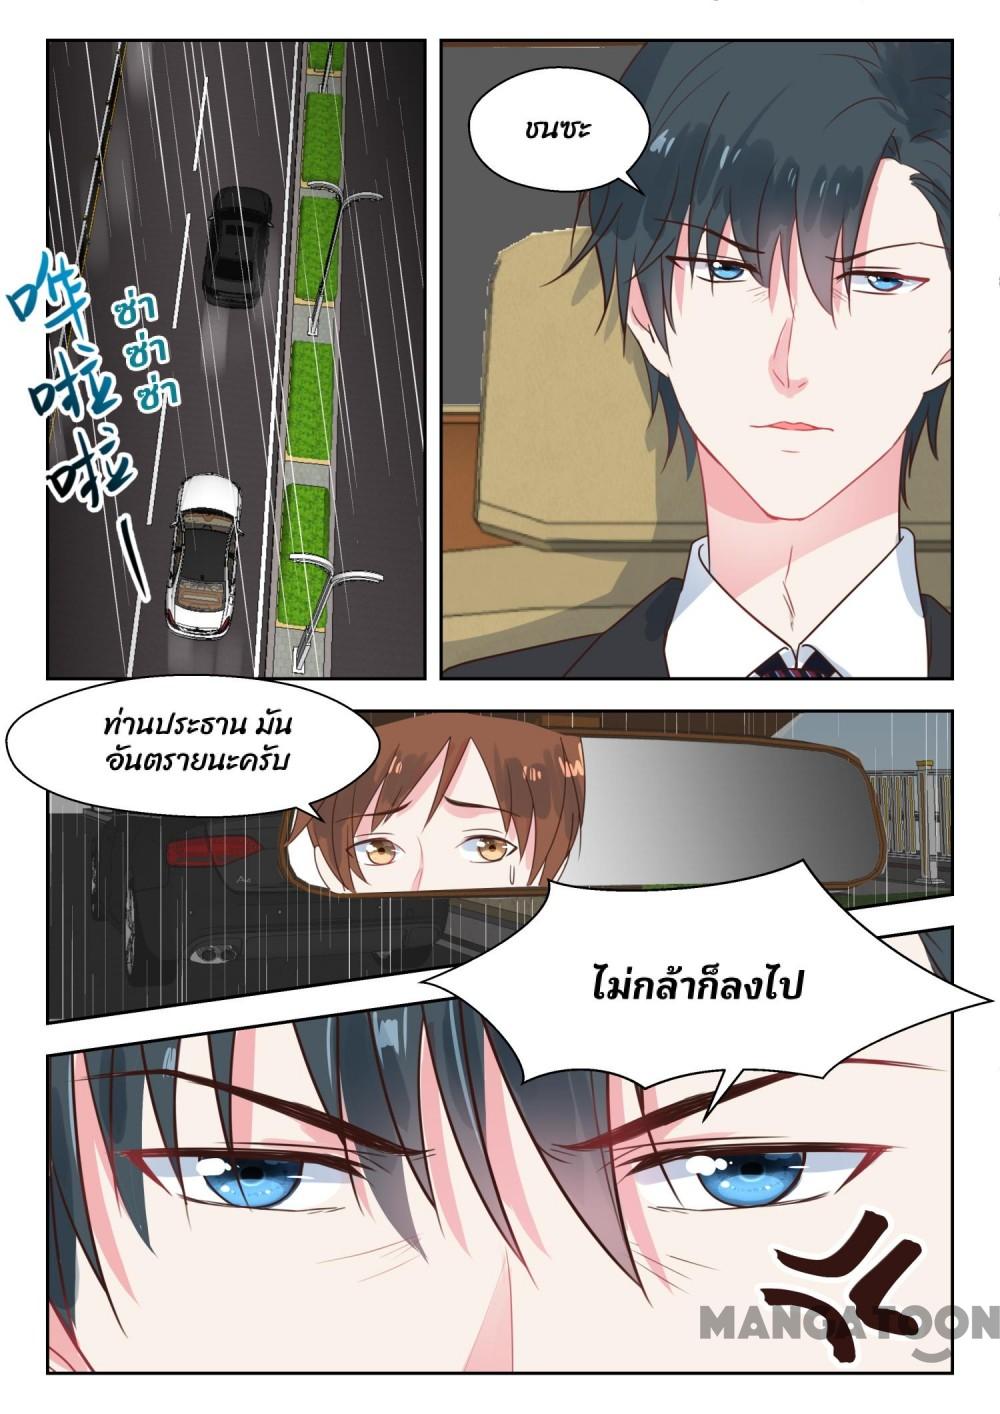 ชนซะ
哗
啦
啦
ซ่า
ซ่า
ซ่า
ท่านประธาน มัน
อันตรายนะครับ
ไม่กล้าก็ลงไป
MANGATOON